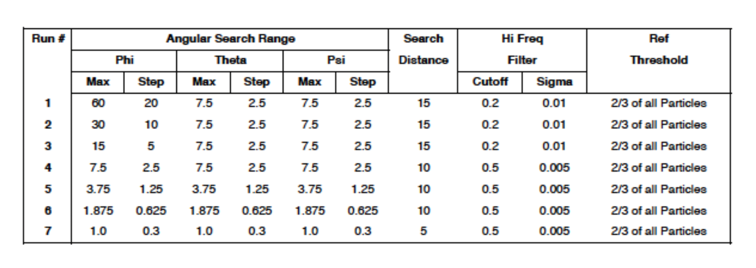 Run # Angular Search Range Search Hi Freq Ref
Phi Theta Psi Distance Filter Threshold
Max Step Max Step Max Step Cutoff Sigma
1 60 20 7.5 2.5 7.5 2.5 15 0.2 0.01 2/3 of all Particles
2 30 10 7.5 2.5 7.5 2.5 15 0.2 0.01 2/3 of all Particles
3 15 5 7.5 2.5 7.5 2.5 15 0.2 0.01 2/3 of all Particles
4 7.5 2.5 7.5 2.5 7.5 2.5 10 0.5 0.005 2/3 of all Particles
5 3.75 1.25 3.75 1.25 3.75 1.25 10 0.5 0.005 2/3 of all Particles
6 1.875 0.625 1.875 0.625 1.875 0.625 10 0.5 0.005 2/3 of all Particles
7 1.0 0.3 1.0 0.3 1.0 0.3 5 0.5 0.005 2/3 of all Particles